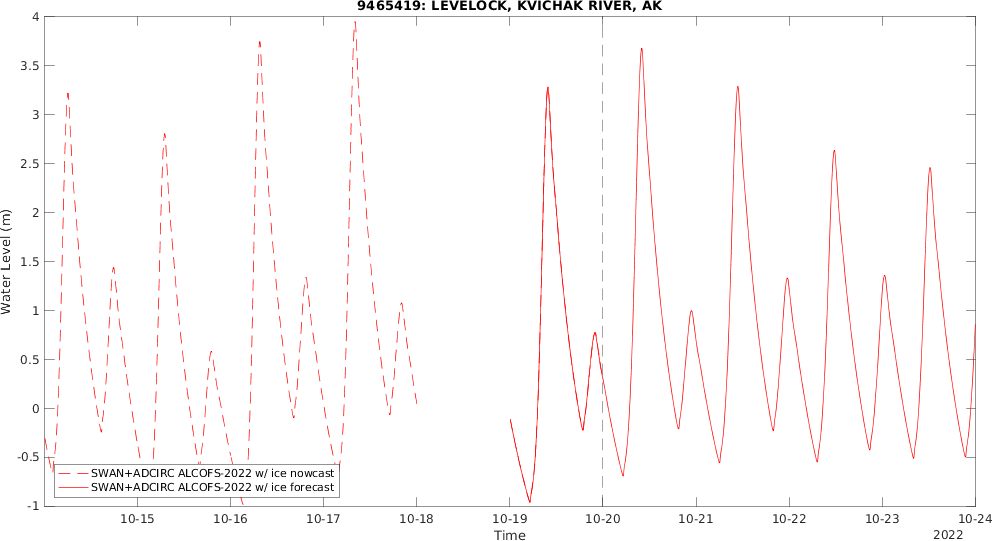 9465419: LEVELOCK, KVICHAK RIVER, AK
Water Level (m)
4
3.5
3
2.5
2
1.5
1
0.5
0
-0.5
-1
SWAN+ADCIRC ALCOFS-2022 w/ ice nowcast
SWAN+ADCIRC ALCOFS-2022 w/ ice forecast
10-15 10-16 10-17 10-18 10-19 10-20 10-21 10-22 10-23 10-24
Time
2022